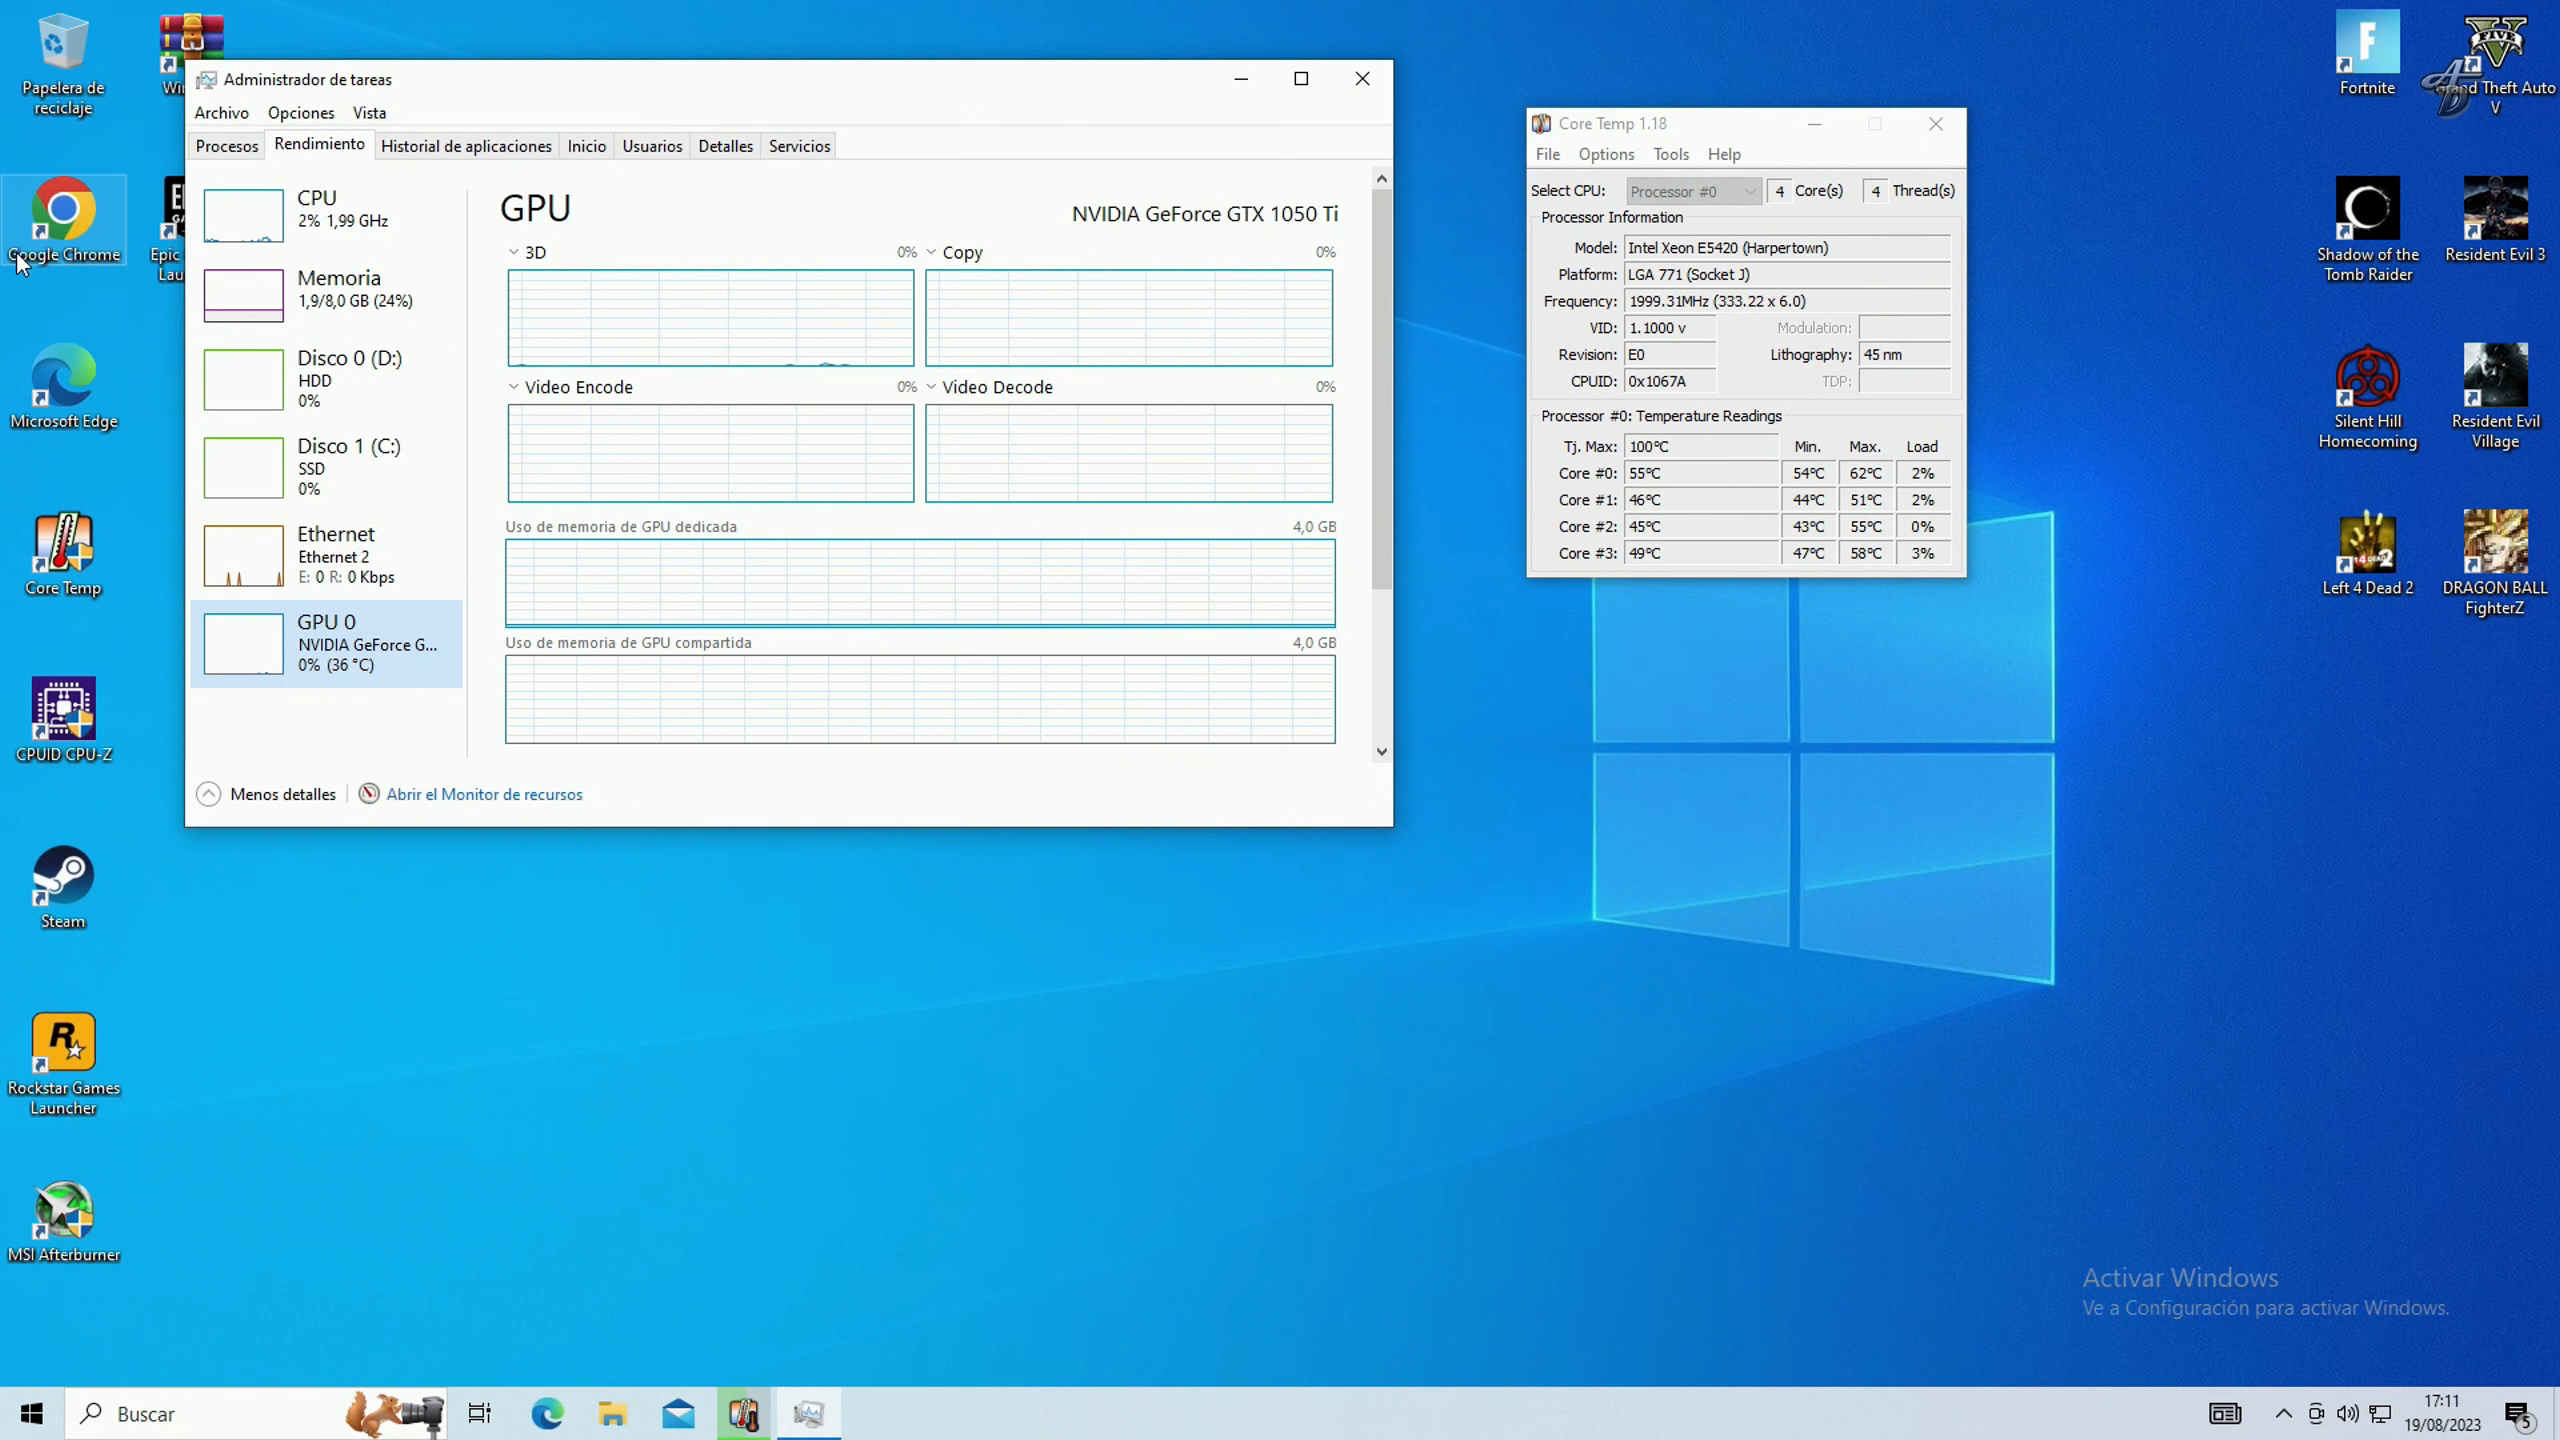 Papelera de
reciclaje
Google Chrome
Microsoft Edge
Core Temp
CPUID CPU-Z
Steam
Rockstar Games
Launcher
MSI Afterburner
Epic
Administrador de tareas
Archivo Opciones Vista
Procesos Rendimiento Historial de aplicaciones Inicio Usuarios Detalles Servicios
CPU
2% 1,99 GHz
Memoria
1,9/8,0 GB (24%)
Disco 0 (D:)
HDD
0%
Disco 1 (C:)
SSD
0%
Ethernet
Ethernet 2
E: 0 R: 0 Kbps
GPU 0
NVIDIA GeForce G...
0% (36 °C)
GPU NVIDIA GeForce GTX 1050 Ti
3D 0% Copy 0%
Video Encode 0% Video Decode 0%
Uso de memoria de GPU dedicada 4,0 GB
Uso de memoria de GPU compartida 4,0 GB
Menos detalles Abrir el Monitor de recursos
Core Temp 1.18
File Options Tools Help
Select CPU: Processor #0 4 Core(s) 4 Thread(s)
Processor Information
Model: Intel Xeon E5420 (Harpertown)
Platform: LGA 771 (Socket J)
Frequency: 1999.31MHz (333.22 x 6.0)
VID: 1.1000 v Modulation:
Revision: E0 Lithography: 45 nm
CPUID: 0x1067A TDP:
Processor #0: Temperature Readings
Tj. Max: 100°C Min. Max. Load
Core #0: 55°C 54°C 62°C 2%
Core #1: 46°C 44°C 51°C 2%
Core #2: 45°C 43°C 55°C 0%
Core #3: 49°C 47°C 58°C 3%
Fortnite
Theft Auto
V
Shadow of the
Tomb Raider
Resident Evil 3
Silent Hill
Homecoming
Resident Evil
Village
Left 4 Dead 2
DRAGON BALL
FighterZ
Activar Windows
Ve a Configuración para activar Windows.
Buscar
17:11
19/08/2023
5